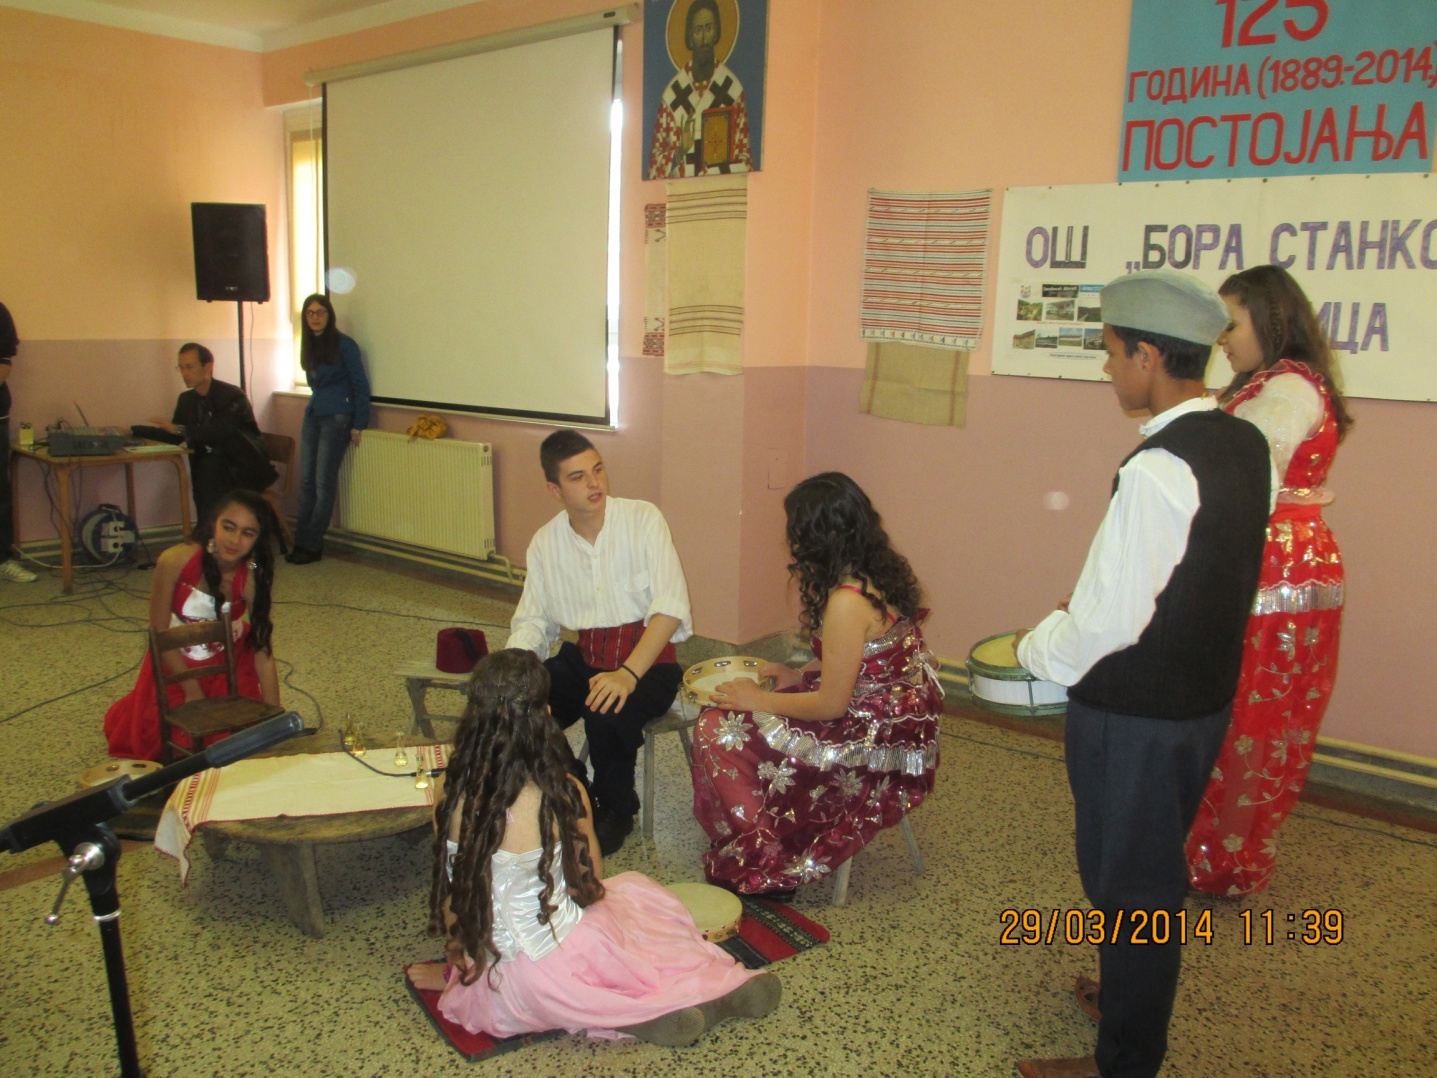 125
ГОДИНА (1889.-2014
ПОСТОЈАЊА
ОШ „БОРА СТАНКО
ИЦА
29/03/2014 11:39